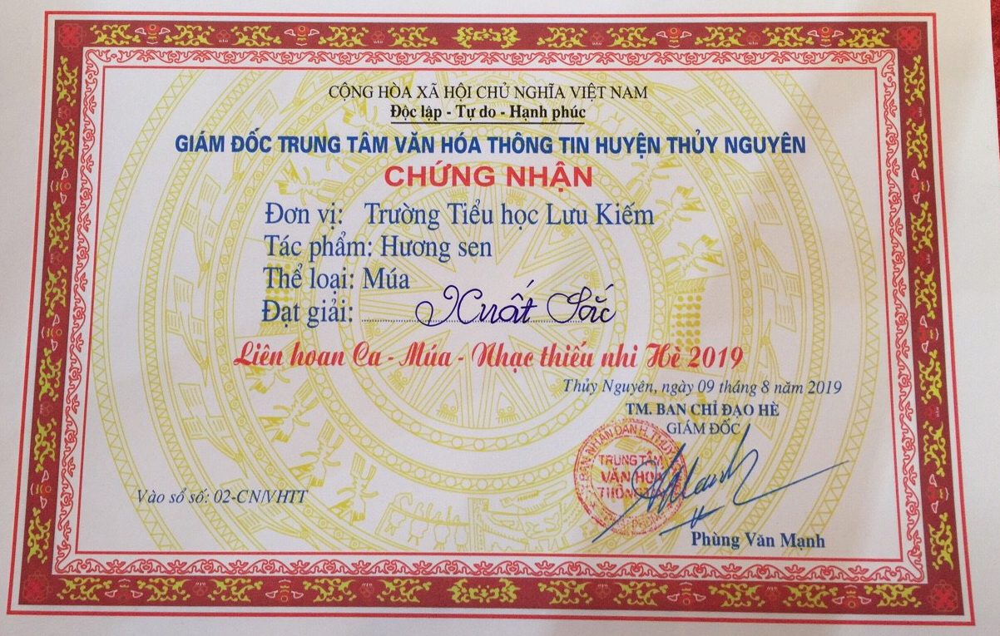 CỘNG HÒA XÃ HỘI CHỦ NGHĨA VIỆT NAM
Độc lập - Tự do - Hạnh phúc
GIÁM ĐỐC TRUNG TÂM VĂN HÓA THÔNG TIN HUYỆN THỦY NGUYÊN
CHỨNG NHẬN
Đơn vị: Trường Tiểu học Lưu Kiếm
Tác phẩm: Hương sen
Thể loại: Múa
Đạt giải: Xuất Sắc
Liên hoan Ca - Múa - Nhạc thiếu nhi Hè 2019
Thủy Nguyên, ngày 09 tháng 8 năm 2019
TM. BAN CHỈ ĐẠO HÈ
GIÁM ĐỐC
TRUNG TÂM
VĂN HÓA
Vào sổ số: 02-CN/VHTT
Phùng Văn Mạnh